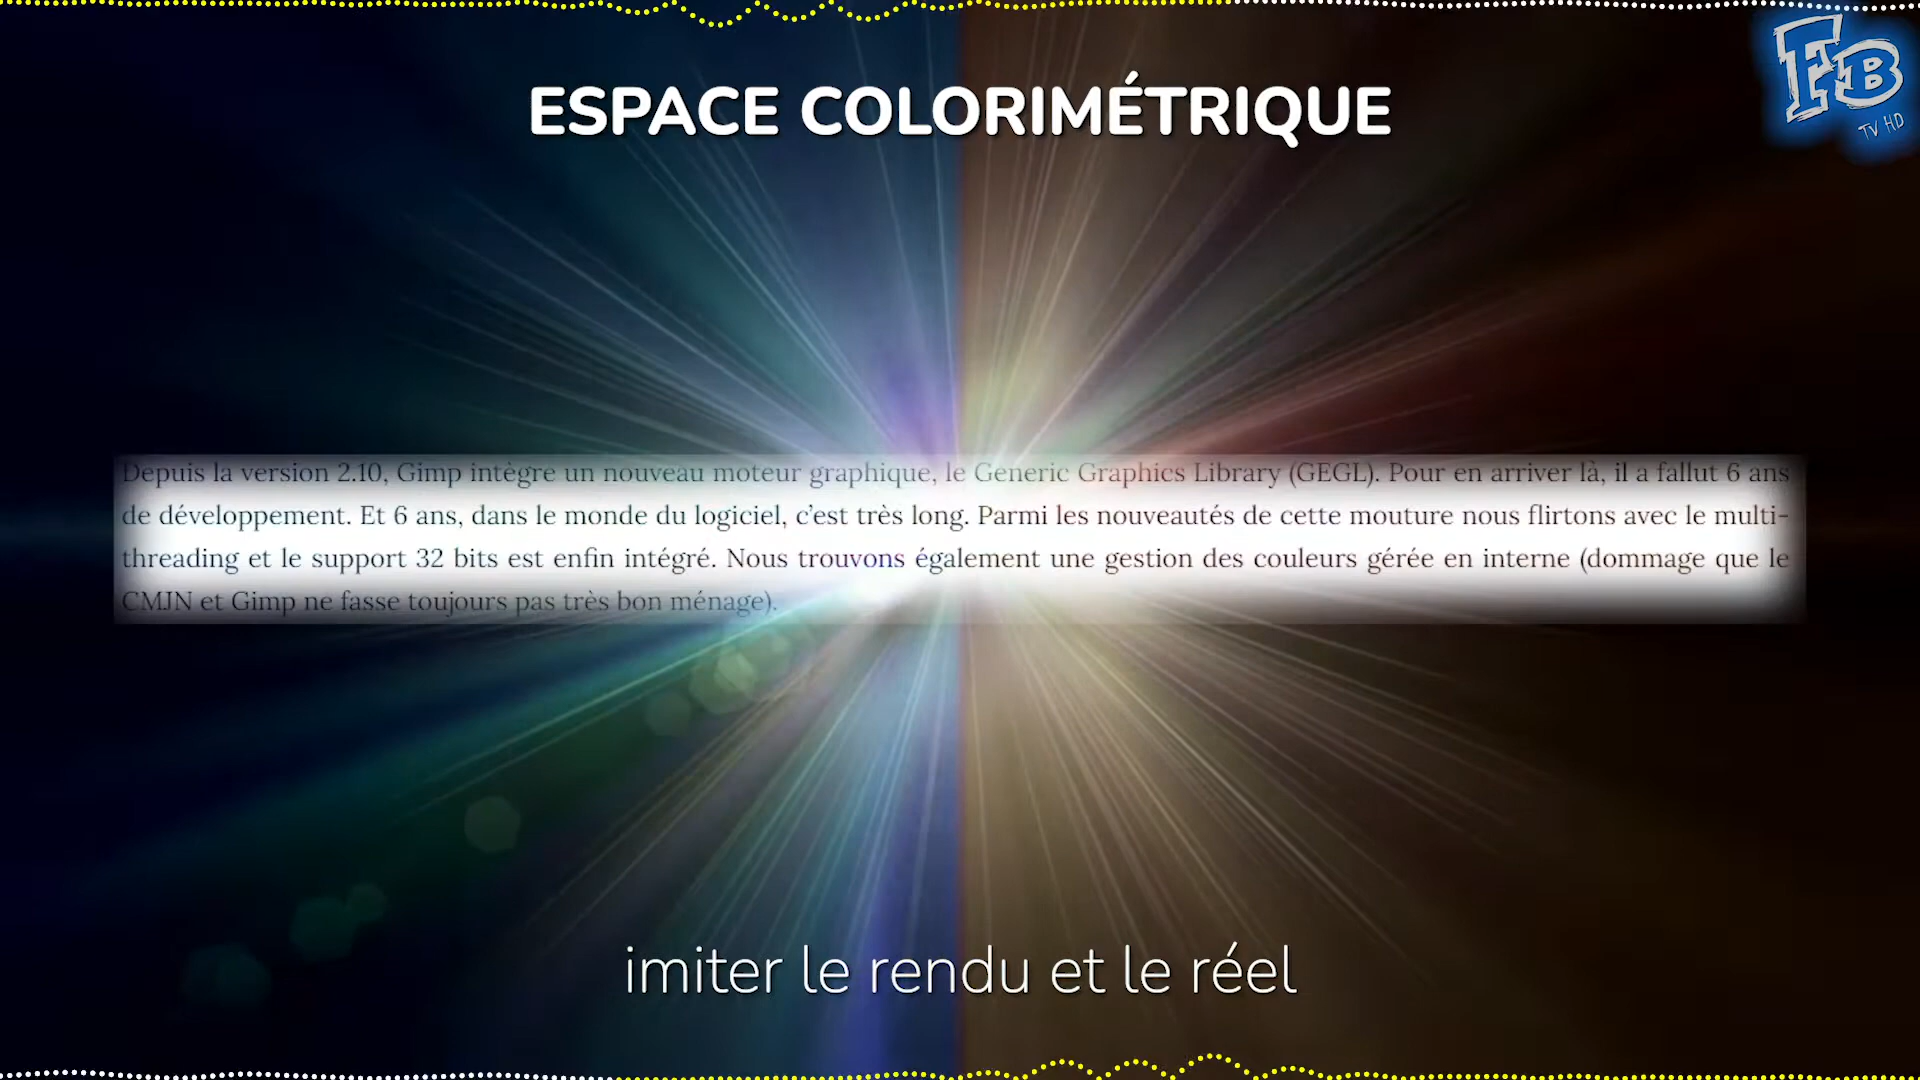 FB
TV HD
ESPACE COLORIMÉTRIQUE
Depuis la version 2.10, Gimp intègre un nouveau moteur graphique, le Generic Graphics Library (GEGL). Pour en arriver là, il a fallut 6 ans
de développement. Et 6 ans, dans le monde du logiciel, c’est très long. Parmi les nouveautés de cette mouture nous flirtons avec le multi-
threading et le support 32 bits est enfin intégré. Nous trouvons également une gestion des couleurs gérée en interne (dommage que le
CMJN et Gimp ne fasse toujours pas très bon ménage).
imiter le rendu et le réel